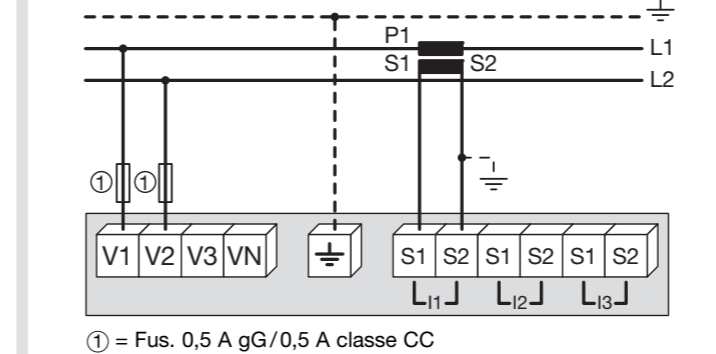 P1
L1
S1 S2
L2
① ①
V1 V2 V3 VN S1 S2 S1 S2 S1 S2
I1 I2 I3
① = Fus. 0,5 A gG/0,5 A classe CC